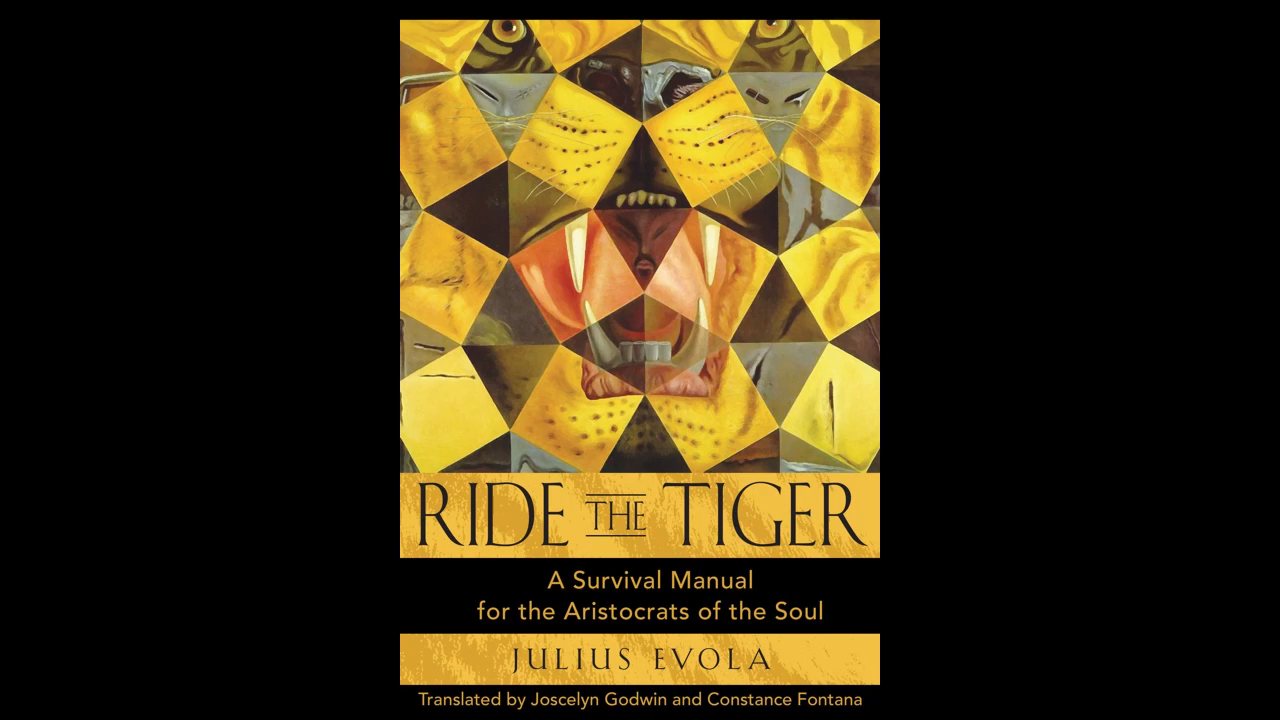 RIDE THE TIGER
A Survival Manual
for the Aristocrats of the Soul
JULIUS EVOLA
Translated by Joscelyn Godwin and Constance Fontana